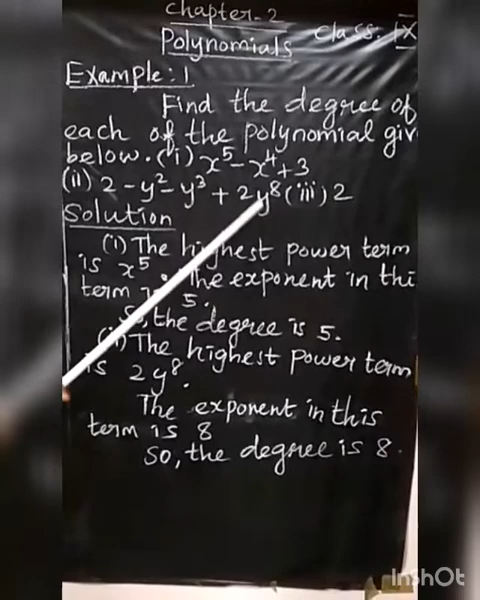 Chapter-2
Polynomials Class: IX
Example: 1
Find the degree of
each of the polynomial giv
below. (i) x⁵-x⁴+3
(ii) 2-y²-y³+2y⁸ (iii) 2
Solution
(i) The highest power term
is x⁵. The exponent in thi
term 5.
So, the degree is 5.
(ii) The highest power term
is 2y⁸.
The exponent in this
term is 8
So, the degree is 8.
InShOt